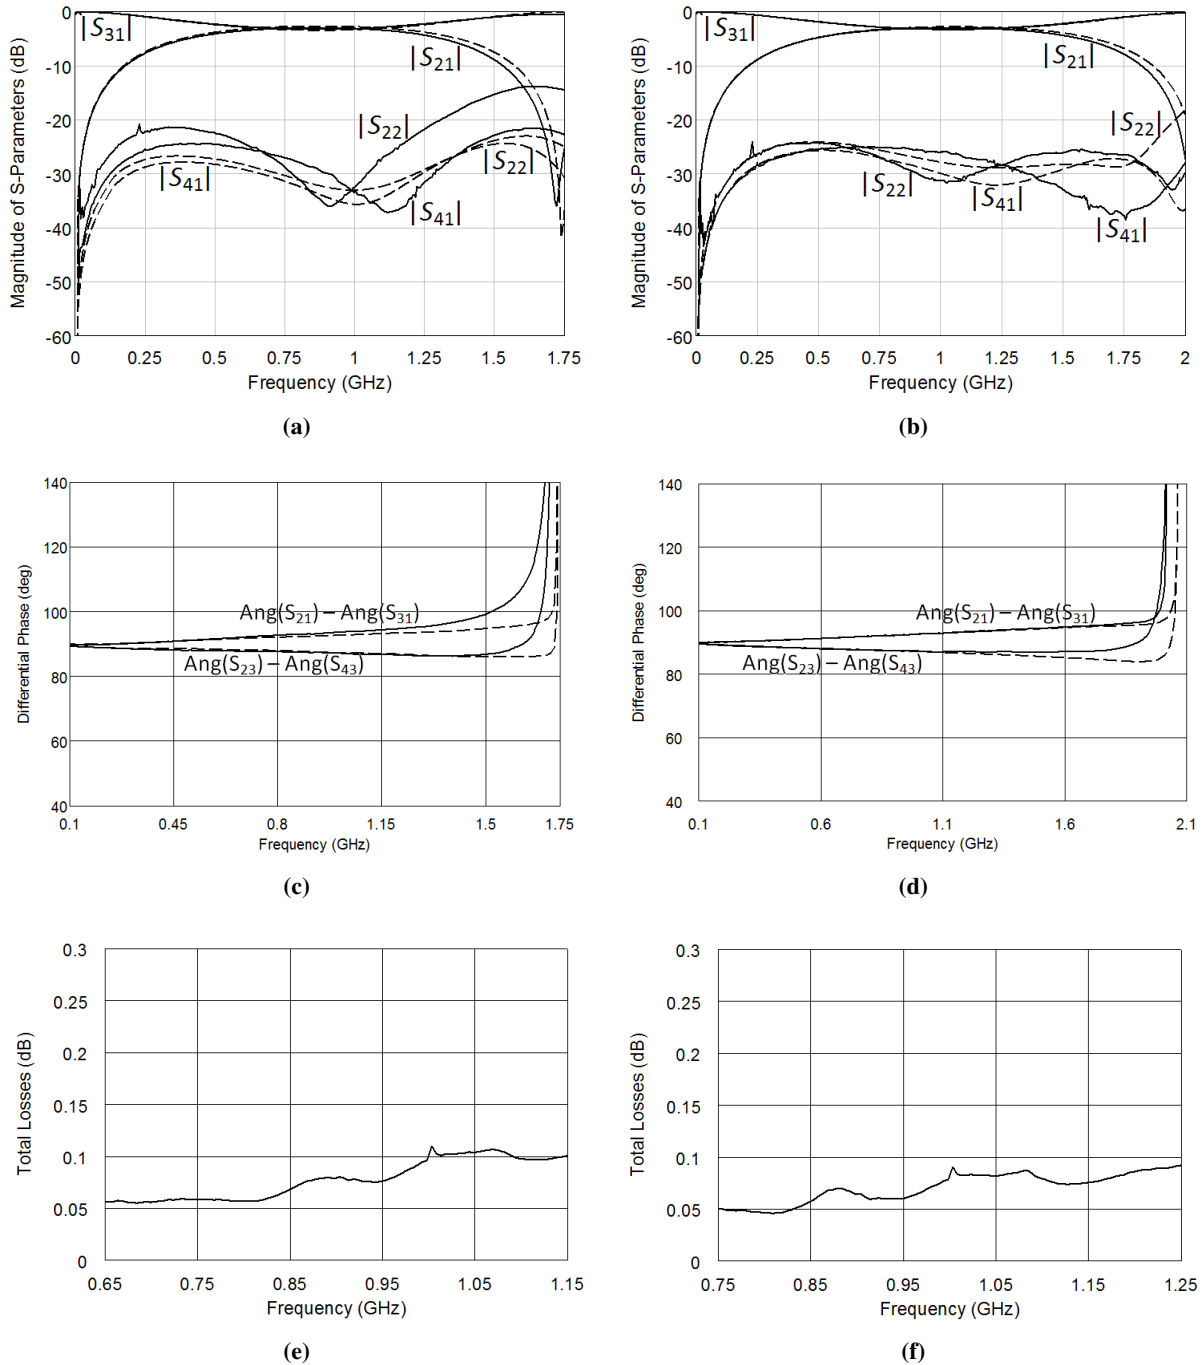 Magnitude of S-Parameters (dB)
0
-10
-20
-30
-40
-50
-60
|S31|
|S21|
|S22|
|S22|
|S41|
|S41|
0 0.25 0.5 0.75 1 1.25 1.5 1.75
Frequency (GHz)
(a)
Magnitude of S-Parameters (dB)
0
-10
-20
-30
-40
-50
-60
|S31|
|S21|
|S22|
|S22|
|S41|
|S41|
0 0.25 0.5 0.75 1 1.25 1.5 1.75 2
Frequency (GHz)
(b)
Differential Phase (deg)
140
120
100
80
60
40
Ang(S21) – Ang(S31)
Ang(S23) – Ang(S43)
0.1 0.45 0.8 1.15 1.5 1.75
Frequency (GHz)
(c)
Differential Phase (deg)
140
120
100
80
60
40
Ang(S21) – Ang(S31)
Ang(S23) – Ang(S43)
0.1 0.6 1.1 1.6 2.1
Frequency (GHz)
(d)
Total Losses (dB)
0.3
0.25
0.2
0.15
0.1
0.05
0
0.65 0.75 0.85 0.95 1.05 1.15
Frequency (GHz)
(e)
Total Losses (dB)
0.3
0.25
0.2
0.15
0.1
0.05
0
0.75 0.85 0.95 1.05 1.15 1.25
Frequency (GHz)
(f)